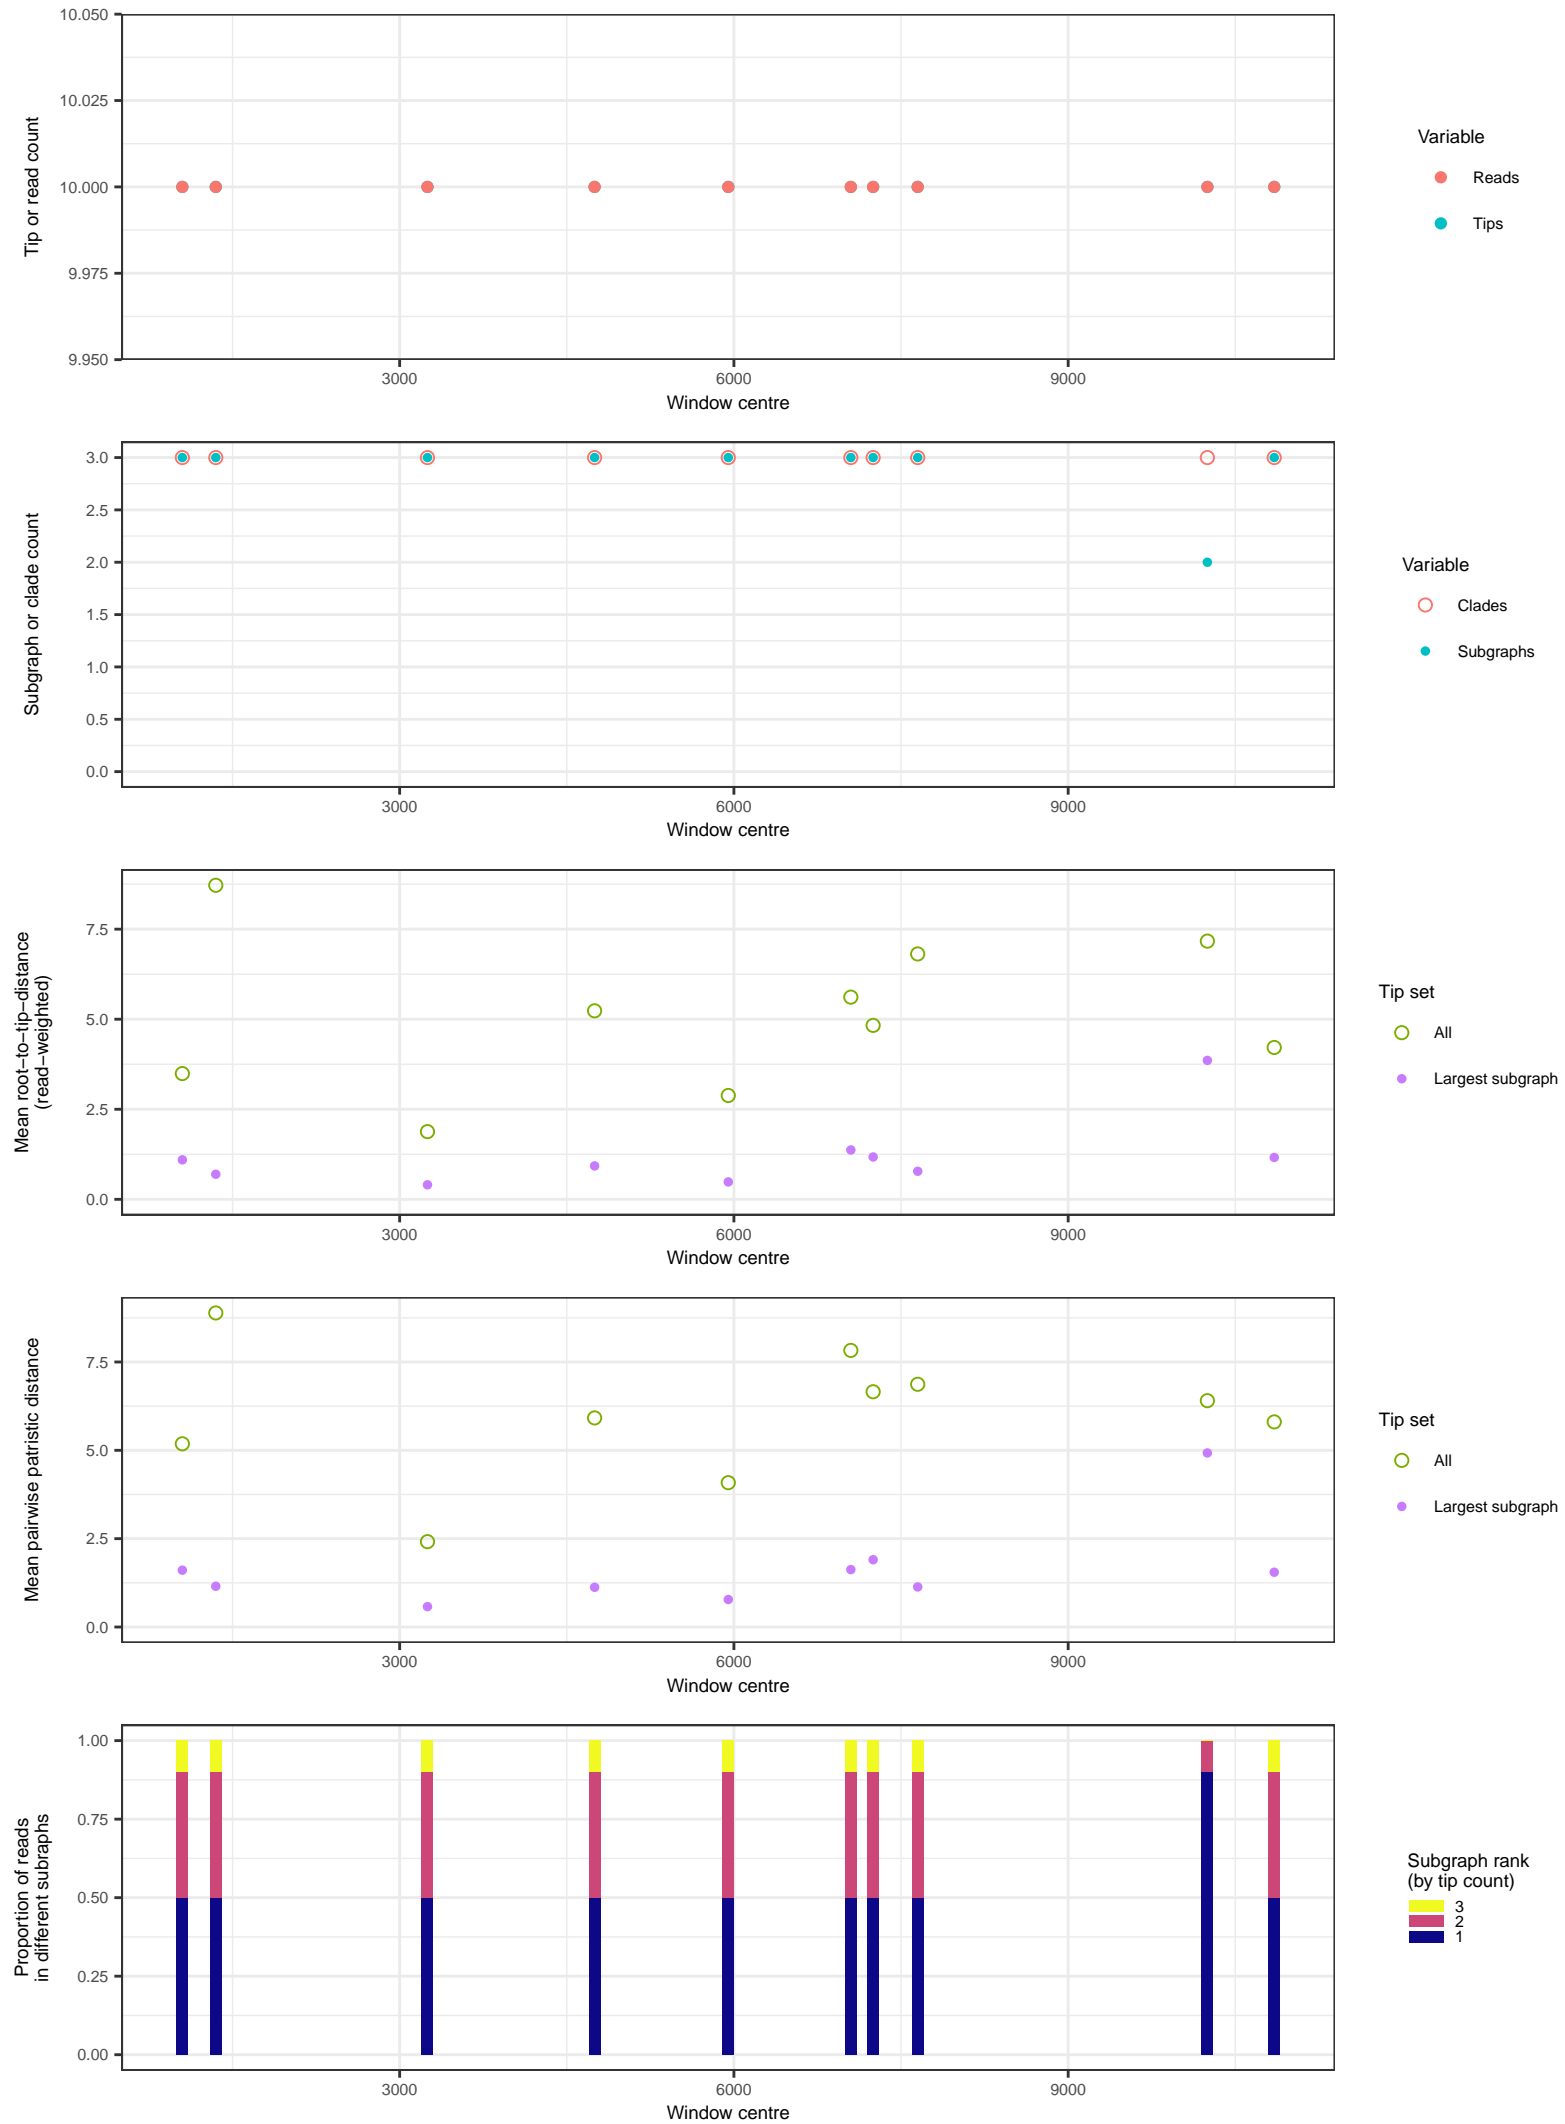 10.050
10.025
10.000
9.975
9.950
Tip or read count
3000 6000 9000
Window centre
Variable
Reads
Tips
3.0
2.5
2.0
1.5
1.0
0.5
0.0
Subgraph or clade count
3000 6000 9000
Window centre
Variable
Clades
Subgraphs
7.5
5.0
2.5
0.0
Mean root−to−tip−distance
(read−weighted)
3000 6000 9000
Window centre
Tip set
All
Largest subgraph
7.5
5.0
2.5
0.0
Mean pairwise patristic distance
3000 6000 9000
Window centre
Tip set
All
Largest subgraph
1.00
0.75
0.50
0.25
0.00
Proportion of reads
in different subraphs
3000 6000 9000
Window centre
Subgraph rank
(by tip count)
3
2
1